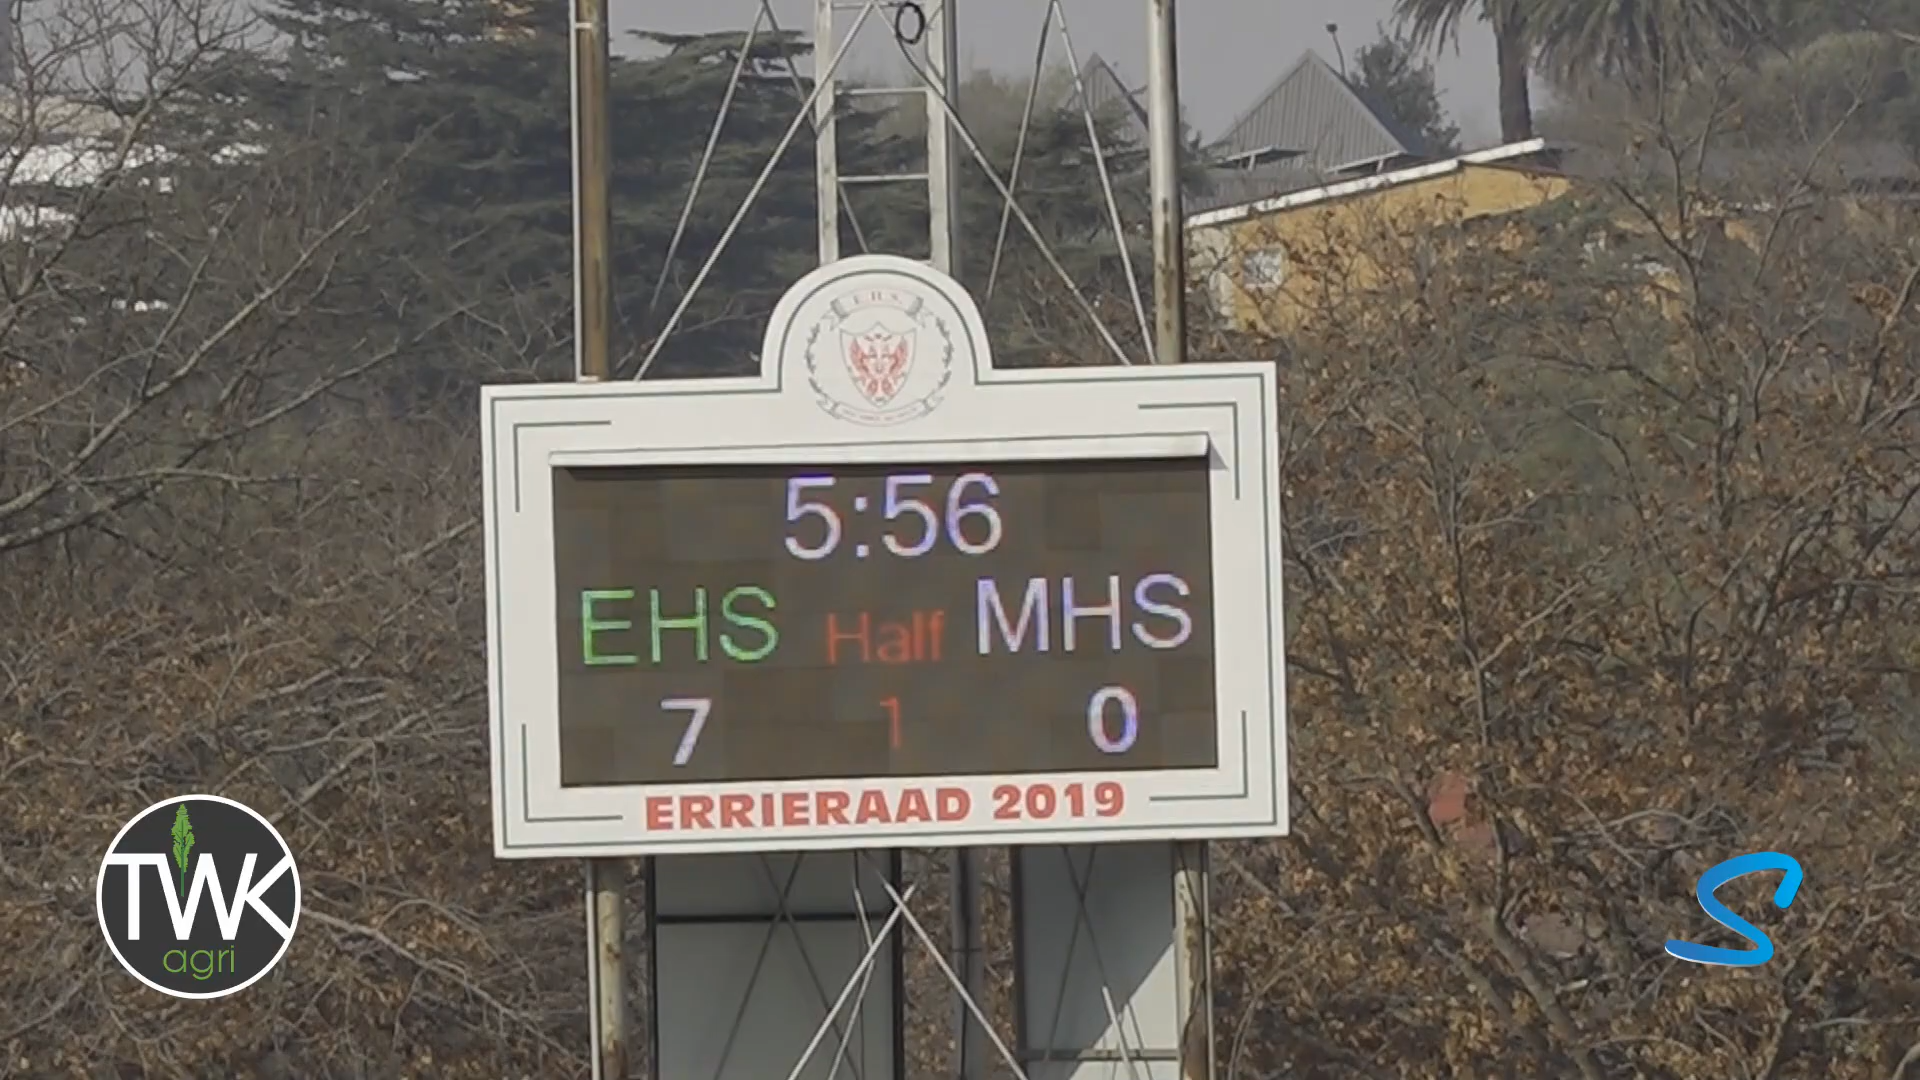 E.H.S.
5:56
EHS Half MHS
7 1 0
ERRIERAAD 2019
TWK
agri
S